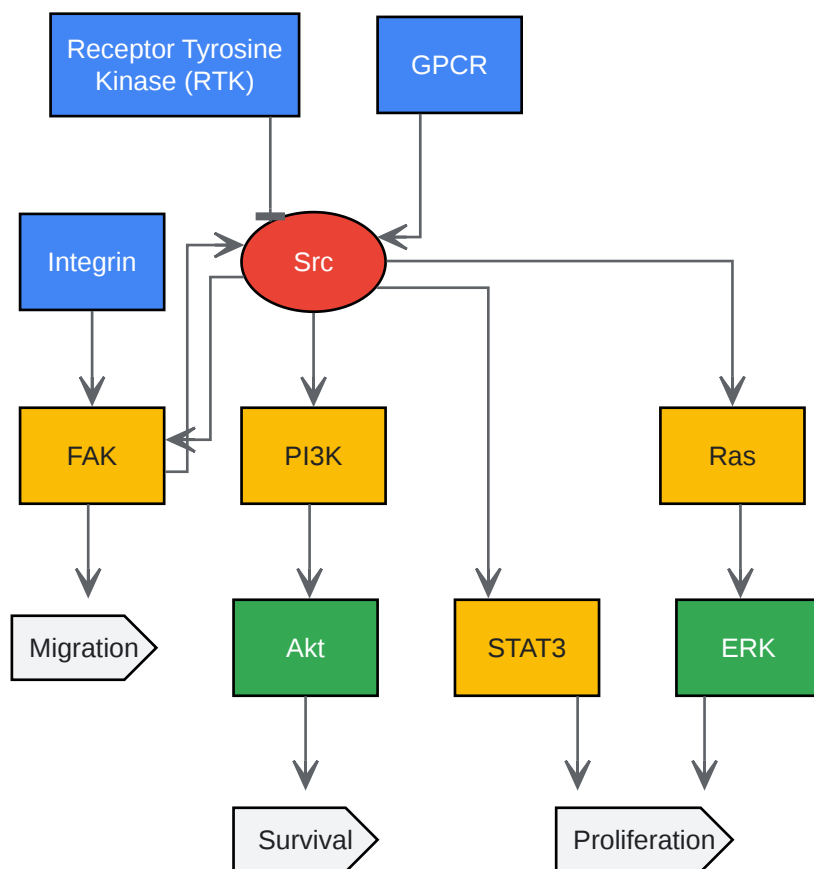 Receptor Tyrosine
Kinase (RTK)
GPCR
Integrin
Src
FAK
PI3K
Ras
Migration
Akt
STAT3
ERK
Survival
Proliferation